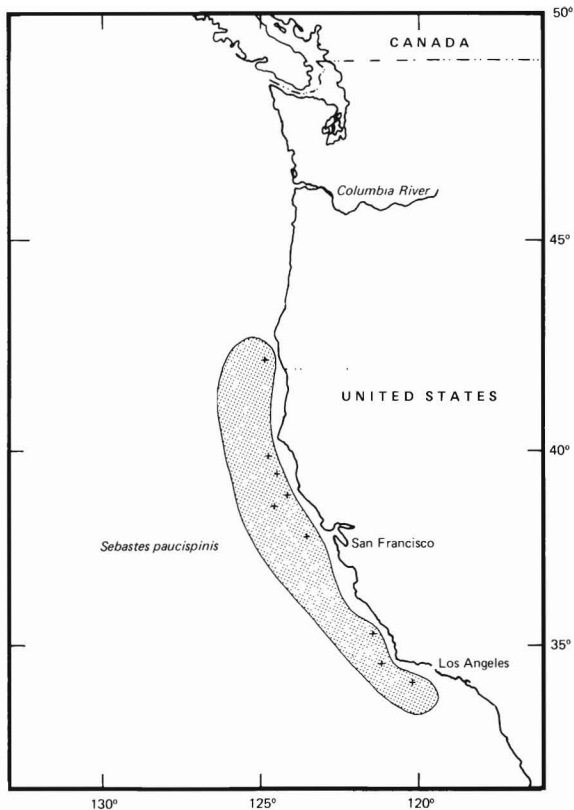 50°
CANADA
Columbia River
45°
UNITED STATES
40°
San Francisco
Sebastes paucispinis
Los Angeles
35°
130°
125°
120°